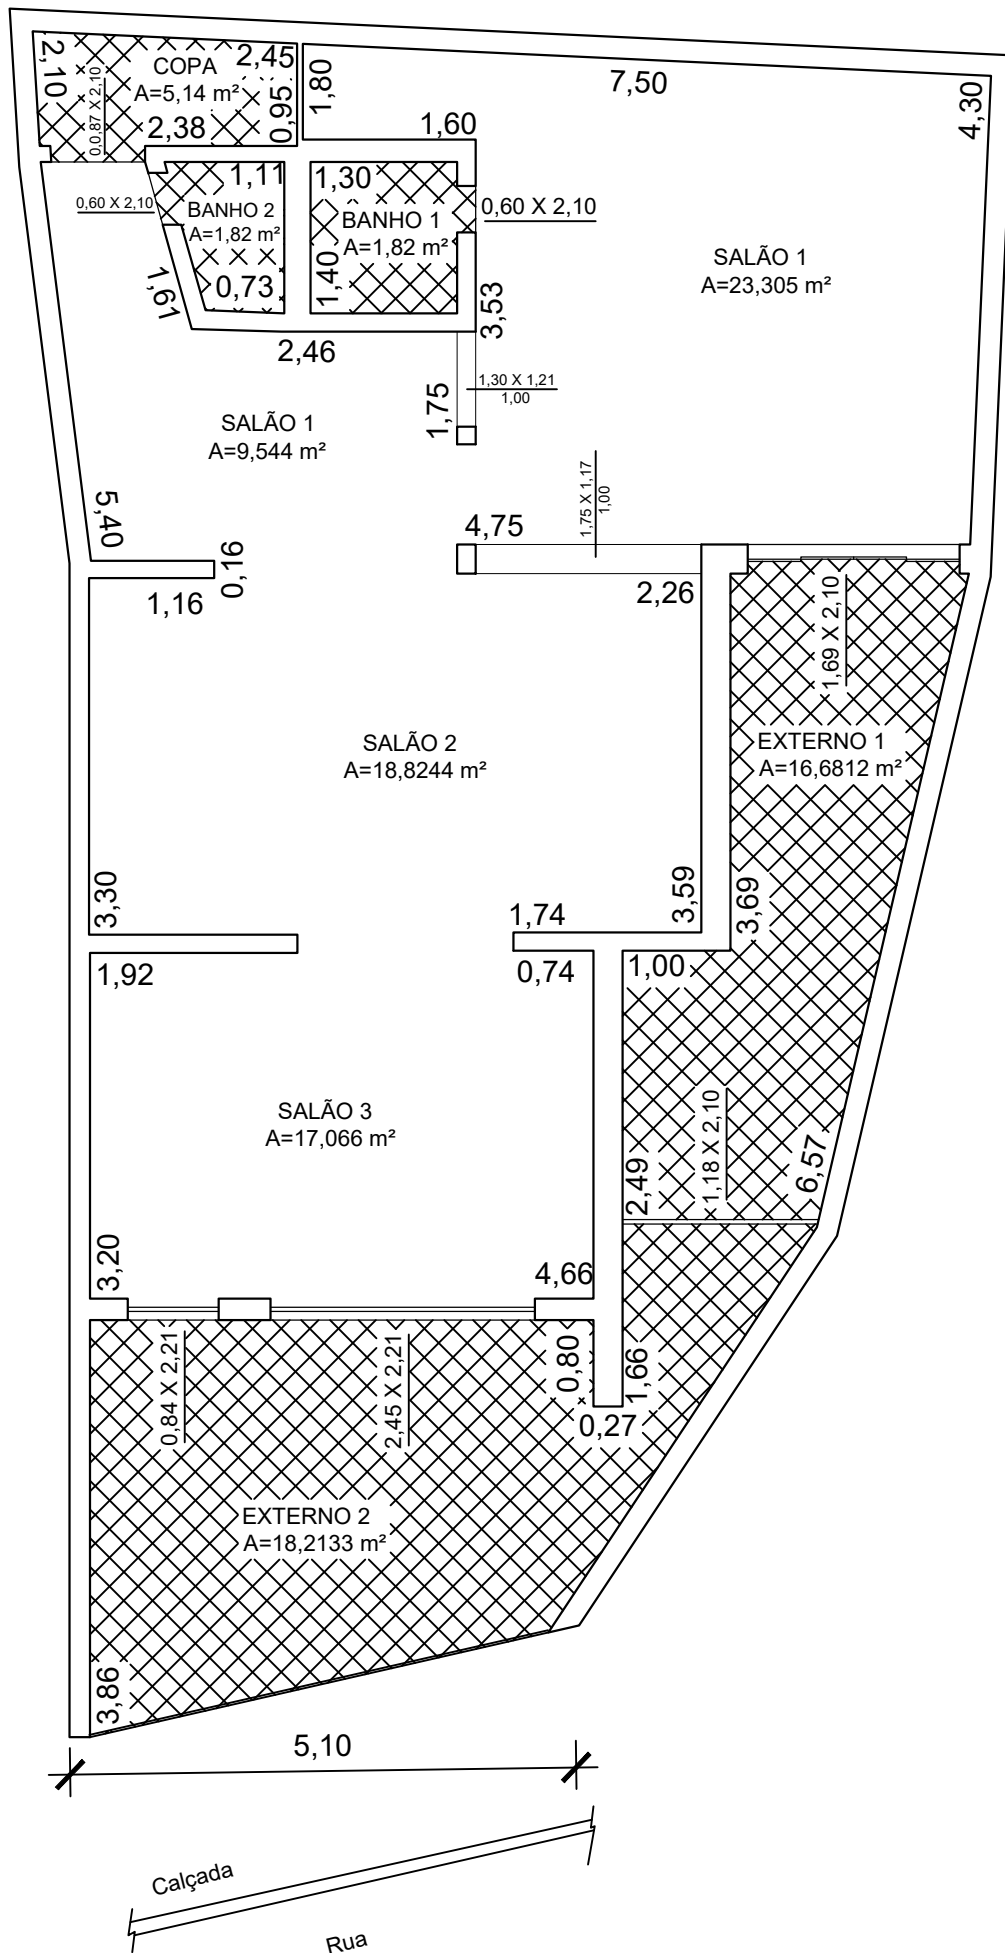 2,10
COPA
A=5,14 m²
2,45
1,80
7,50
4,30
0,0,87 X 2,10
2,38
0,95
1,60
1,11
1,30
0,60 X 2,10
BANHO 2
A=1,82 m²
BANHO 1
A=1,82 m²
0,60 X 2,10
SALÃO 1
A=23,305 m²
1,61
0,73
1,40
3,53
2,46
1,75
1,30 X 1,21
1,00
SALÃO 1
A=9,544 m²
5,40
4,75
1,75 X 1,17
1,00
0,16
1,16
2,26
1,69 X 2,10
SALÃO 2
A=18,8244 m²
EXTERNO 1
A=16,6812 m²
3,30
1,74
3,59
3,69
1,92
0,74
1,00
SALÃO 3
A=17,066 m²
1,18 X 2,10
2,49
6,57
3,20
4,66
0,84 X 2,21
2,45 X 2,21
0,80
1,66
0,27
EXTERNO 2
A=18,2133 m²
3,86
5,10
Calçada
Rua